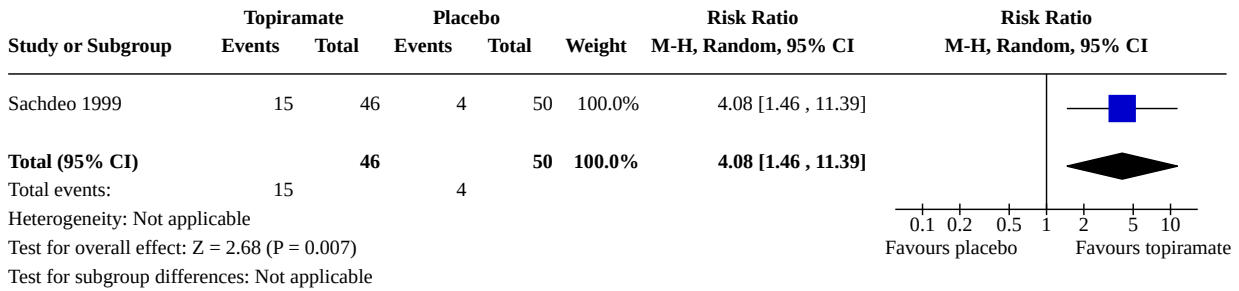 Topiramate Placebo Risk Ratio Risk Ratio
Study or Subgroup Events Total Events Total Weight M-H, Random, 95% CI M-H, Random, 95% CI
Sachdeo 1999 15 46 4 50 100.0% 4.08 [1.46 , 11.39]
Total (95% CI) 46 50 100.0% 4.08 [1.46 , 11.39]
Total events: 15 4
Heterogeneity: Not applicable
Test for overall effect: Z = 2.68 (P = 0.007)
Test for subgroup differences: Not applicable
0.1 0.2 0.5 1 2 5 10
Favours placebo Favours topiramate